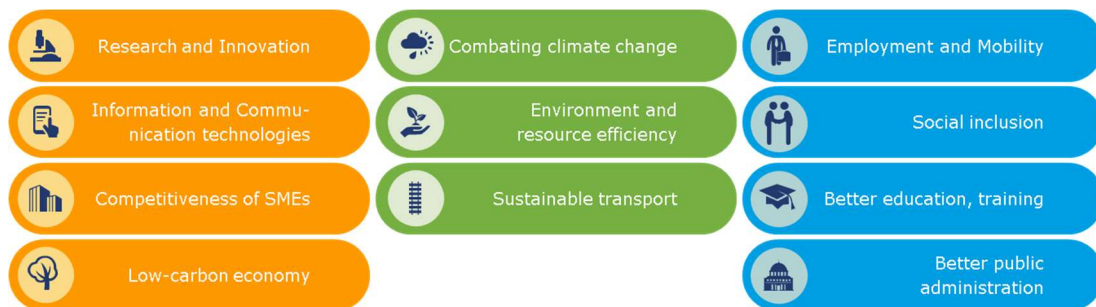 Research and Innovation
Information and Commu-
nication technologies
Competitiveness of SMEs
Low-carbon economy
Combating climate change
Environment and
resource efficiency
Sustainable transport
Employment and Mobility
Social inclusion
Better education, training
Better public
administration